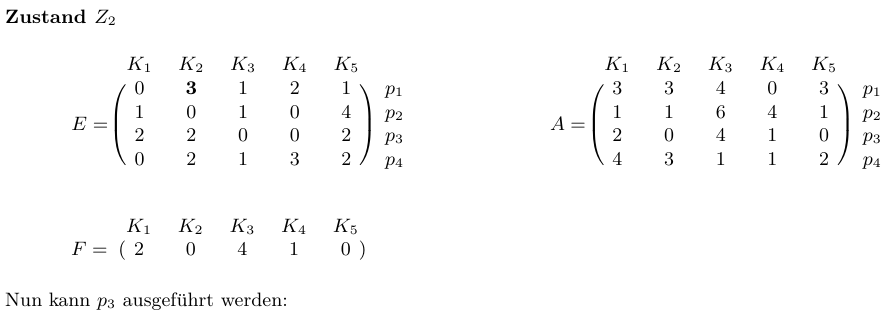 Zustand Z2
K1 K2 K3 K4 K5 K1 K2 K3 K4 K5
0 3 1 2 1 p1 3 3 4 0 3 p1
1 0 1 0 4 p2 1 1 6 4 1 p2
E = ( ) A = ( )
2 2 0 0 2 p3 2 0 4 1 0 p3
0 2 1 3 2 p4 4 3 1 1 2 p4
K1 K2 K3 K4 K5
F = ( 2 0 4 1 0 )
Nun kann p3 ausgeführt werden: